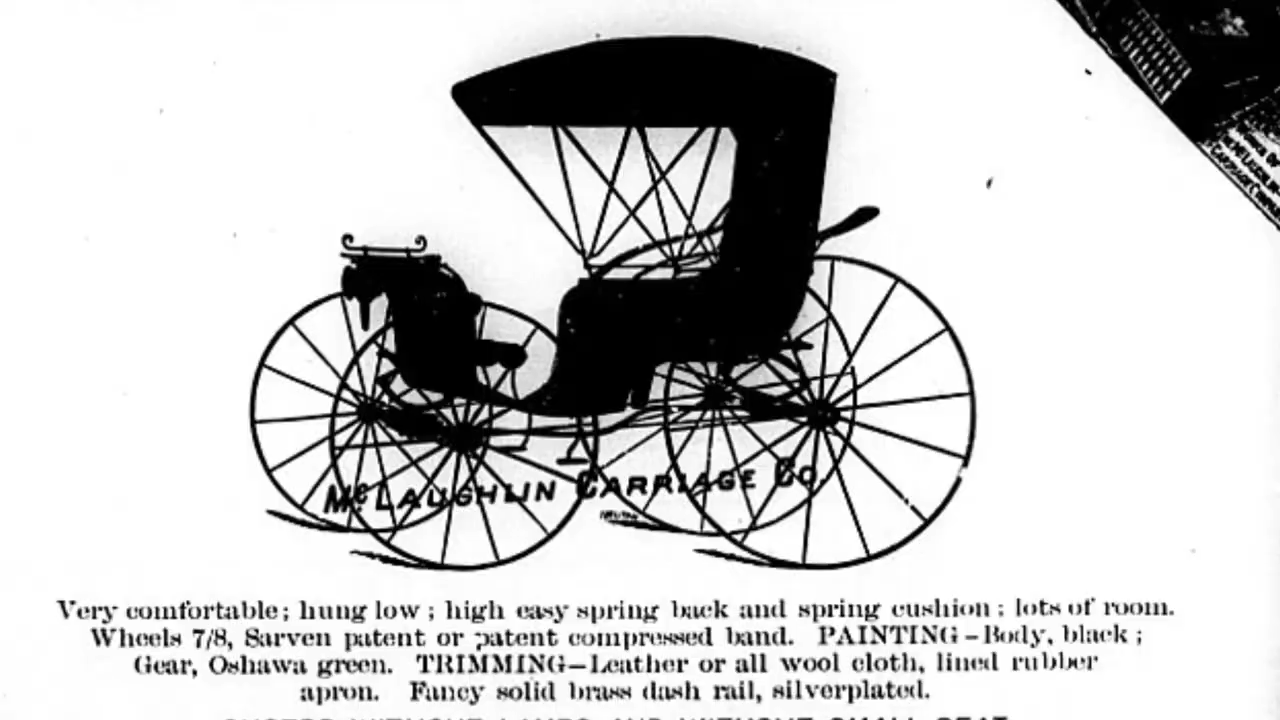 McLAUGHLIN CARRIAGE Co.
Very comfortable; hung low; high easy spring back and spring cushion; lots of room.
Wheels 7/8, Sarven patent or patent compressed band. PAINTING—Body, black;
Gear, Oshawa green. TRIMMING—Leather or all wool cloth, lined rubber
apron. Fancy solid brass dash rail, silverplated.